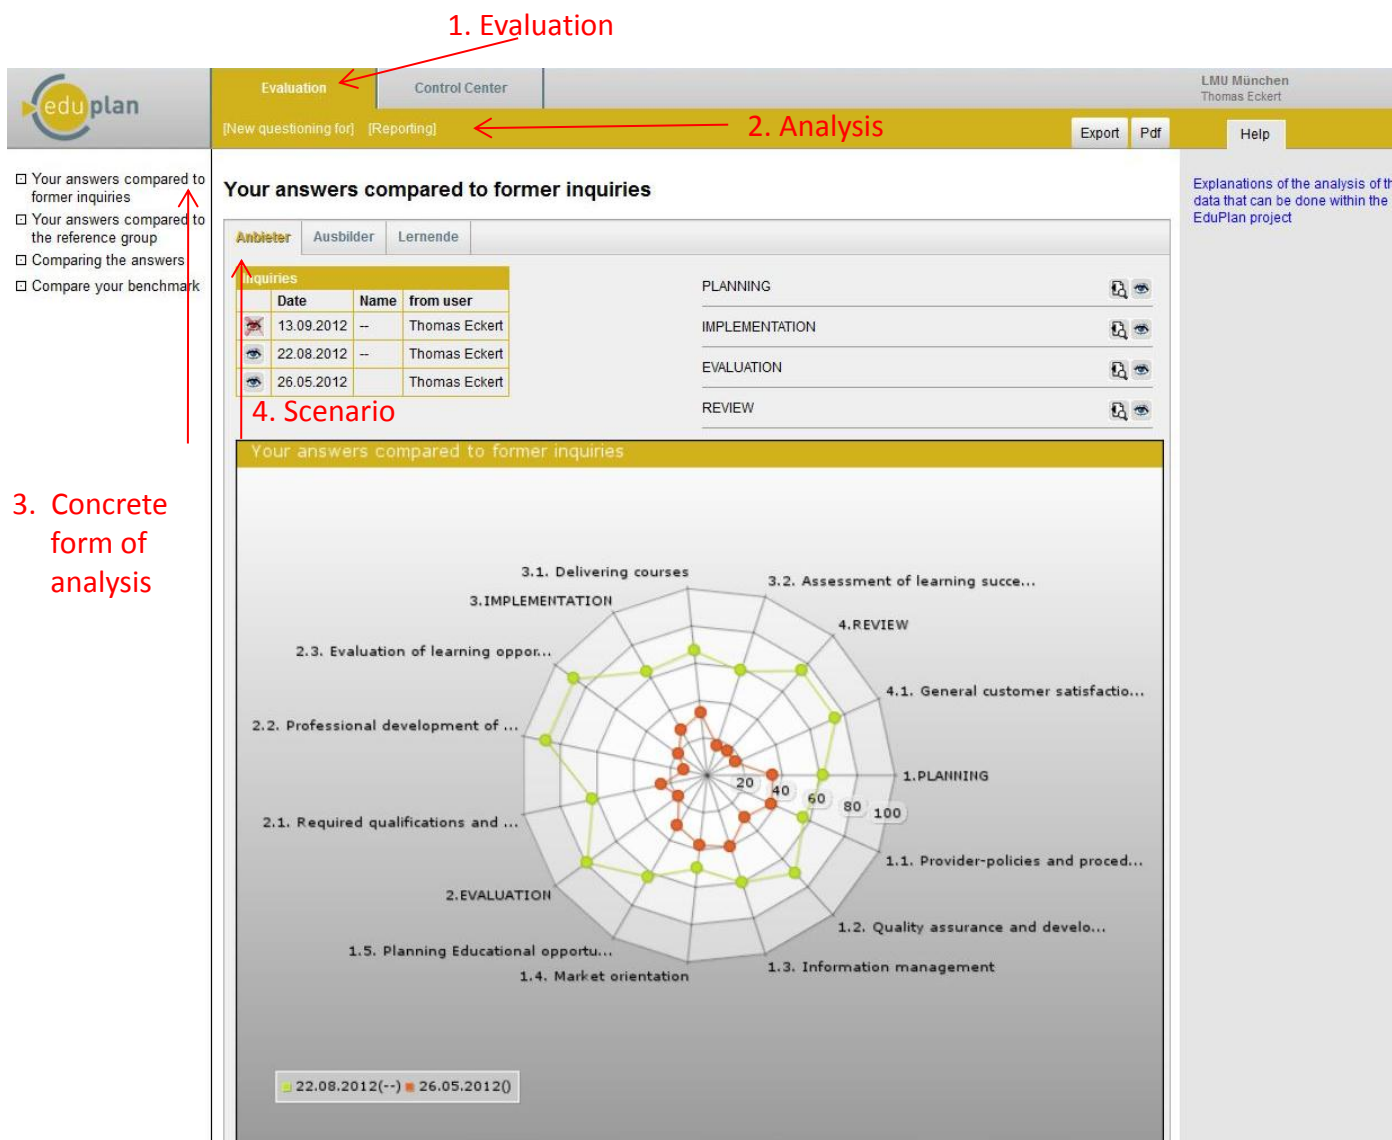 1. Evaluation
eduplan
Evaluation
Control Center
LMU München
Thomas Eckert
[New questioning for] [Reporting]
2. Analysis
Export
Pdf
Help
Your answers compared to
former inquiries
Your answers compared to
the reference group
Comparing the answers
Compare your benchmark
3. Concrete
form of
analysis
Your answers compared to former inquiries
Anbieter
Ausbilder
Lernende
Inquiries
Date Name from user
13.09.2012 -- Thomas Eckert
22.08.2012 -- Thomas Eckert
26.05.2012 Thomas Eckert
4. Scenario
PLANNING
IMPLEMENTATION
EVALUATION
REVIEW
Explanations of the analysis of th
data that can be done within the
EduPlan project
Your answers compared to former inquiries
3.1. Delivering courses
3.2. Assessment of learning succe...
3.IMPLEMENTATION
4.REVIEW
2.3. Evaluation of learning oppor...
4.1. General customer satisfactio...
2.2. Professional development of ...
1.PLANNING
20
40
60
80
100
2.1. Required qualifications and ...
1.1. Provider-policies and proced...
2.EVALUATION
1.2. Quality assurance and develo...
1.5. Planning Educational opportu...
1.3. Information management
1.4. Market orientation
22.08.2012(--) 26.05.2012()